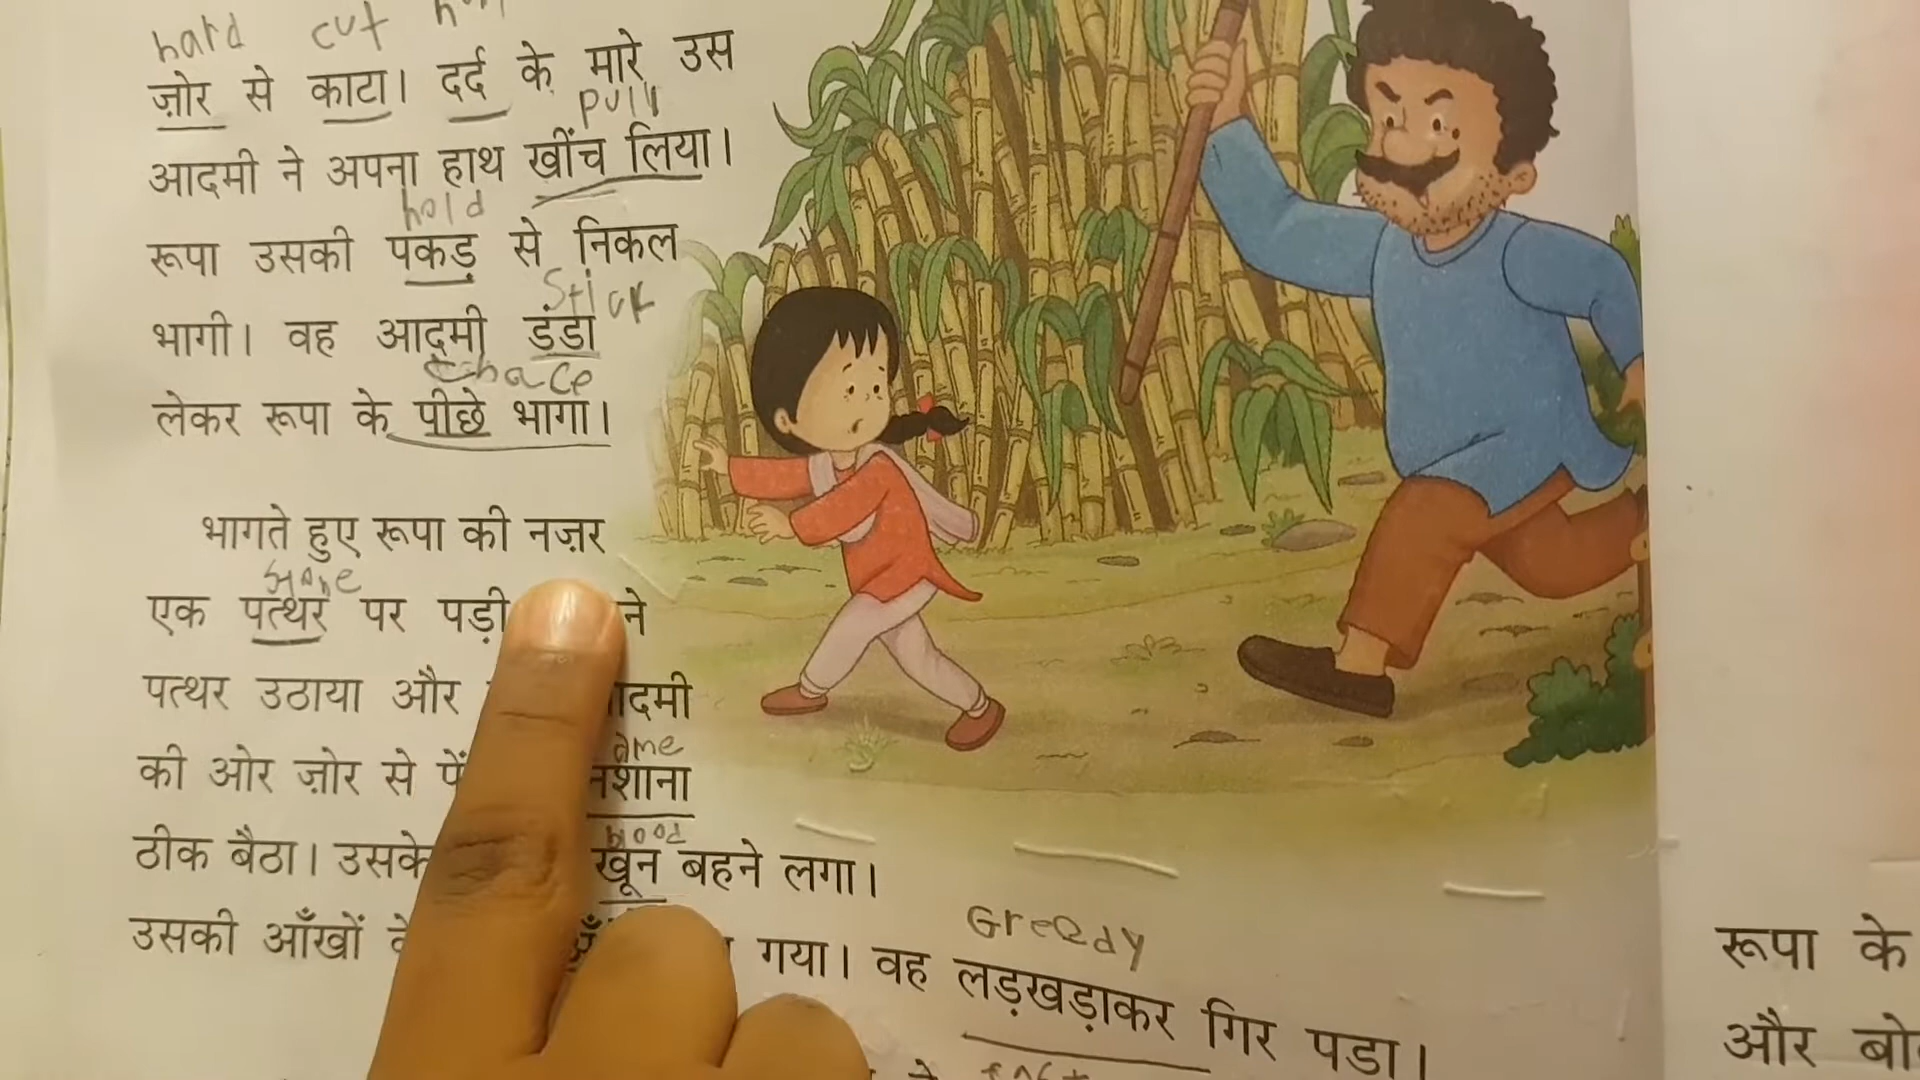 hard cut
ज़ोर से काटा। दर्द के मारे उस
pull
आदमी ने अपना हाथ खींच लिया।
hold
रूपा उसकी पकड़ से निकल
Stick
भागी। वह आदमी डंडा
chace
लेकर रूपा के पीछे भागा।
भागते हुए रूपा की नज़र
Stone
एक पत्थर पर पड़ी ने
पत्थर उठाया और
की ओर ज़ोर से
ame
blood
ठीक बैठा। उसके खून बहने लगा।
Greedy
उसकी आँखों गया। वह लड़खड़ाकर गिर पडा।
रूपा के
और